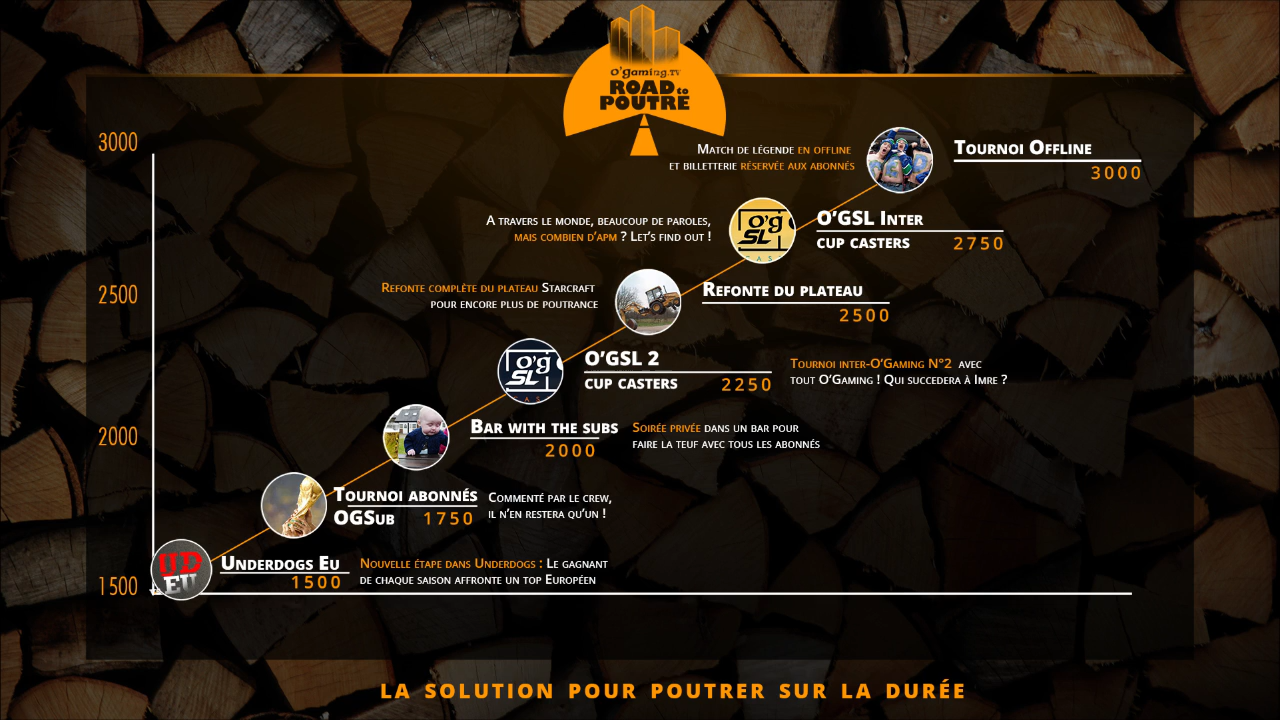 O'gaming.TV
ROAD to
POUTRE
3000
2500
2000
1500
Match de légende en offline
et billetterie réservée aux abonnés
Tournoi Offline
3000
A travers le monde, beaucoup de paroles,
mais combien d'apm ? Let's find out !
O'g
SL
O'GSL Inter
cup casters 2750
Refonte complète du plateau Starcraft
pour encore plus de poutrance
Refonte du plateau
2500
O'g
SL
O'GSL 2
cup casters 2250
Tournoi inter-O'Gaming N°2 avec
tout O'Gaming ! Qui succedera à Imre ?
Bar with the subs
2000
Soirée privée dans un bar pour
faire la teuf avec tous les abonnés
Tournoi abonnés
OGSub 1750
Commenté par le crew,
il n'en restera qu'un !
UD
EU
Underdogs Eu
1500
Nouvelle étape dans Underdogs : Le gagnant
de chaque saison affronte un top Européen
LA SOLUTION POUR POUTRER SUR LA DURÉE